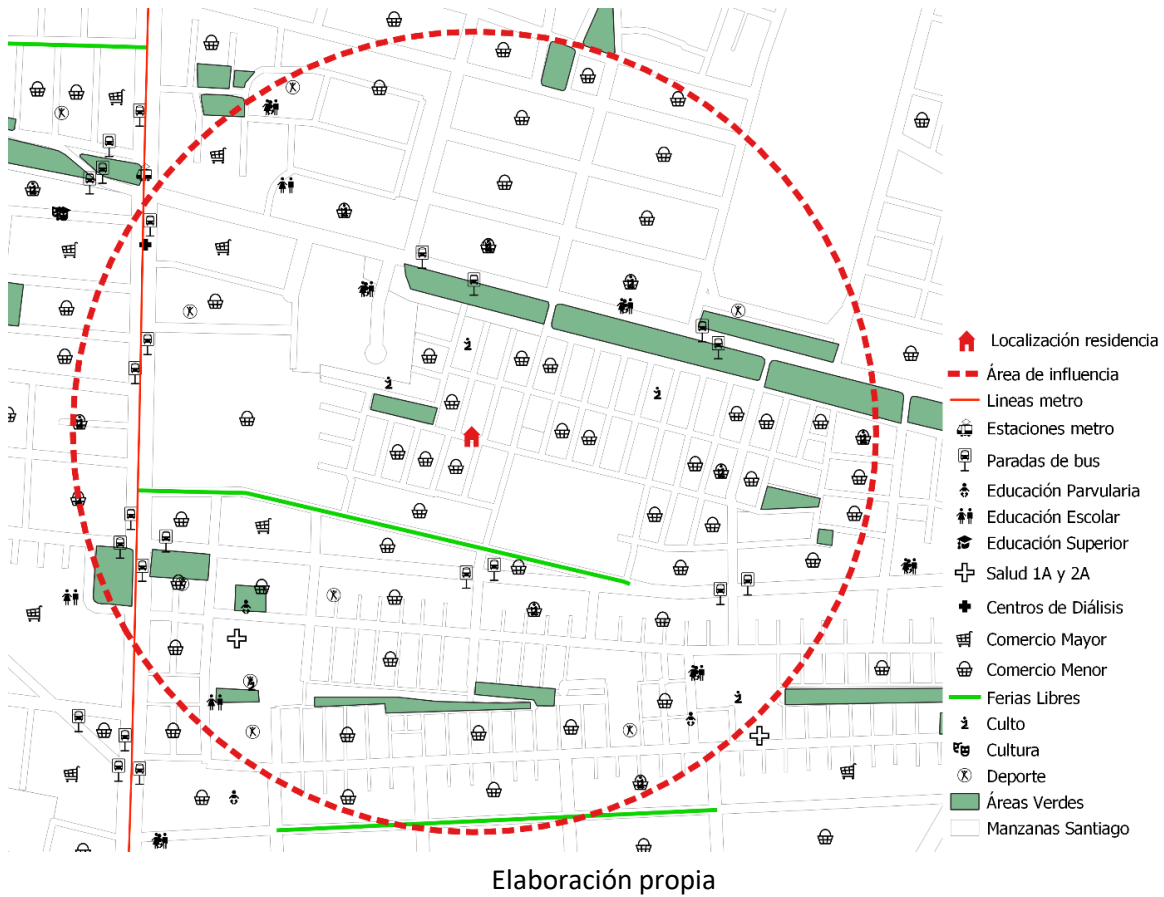 Localización residencia
Área de influencia
Lineas metro
Estaciones metro
Paradas de bus
Educación Parvularia
Educación Escolar
Educación Superior
Salud 1A y 2A
Centros de Diálisis
Comercio Mayor
Comercio Menor
Ferias Libres
Culto
Cultura
Deporte
Áreas Verdes
Manzanas Santiago
Elaboración propia